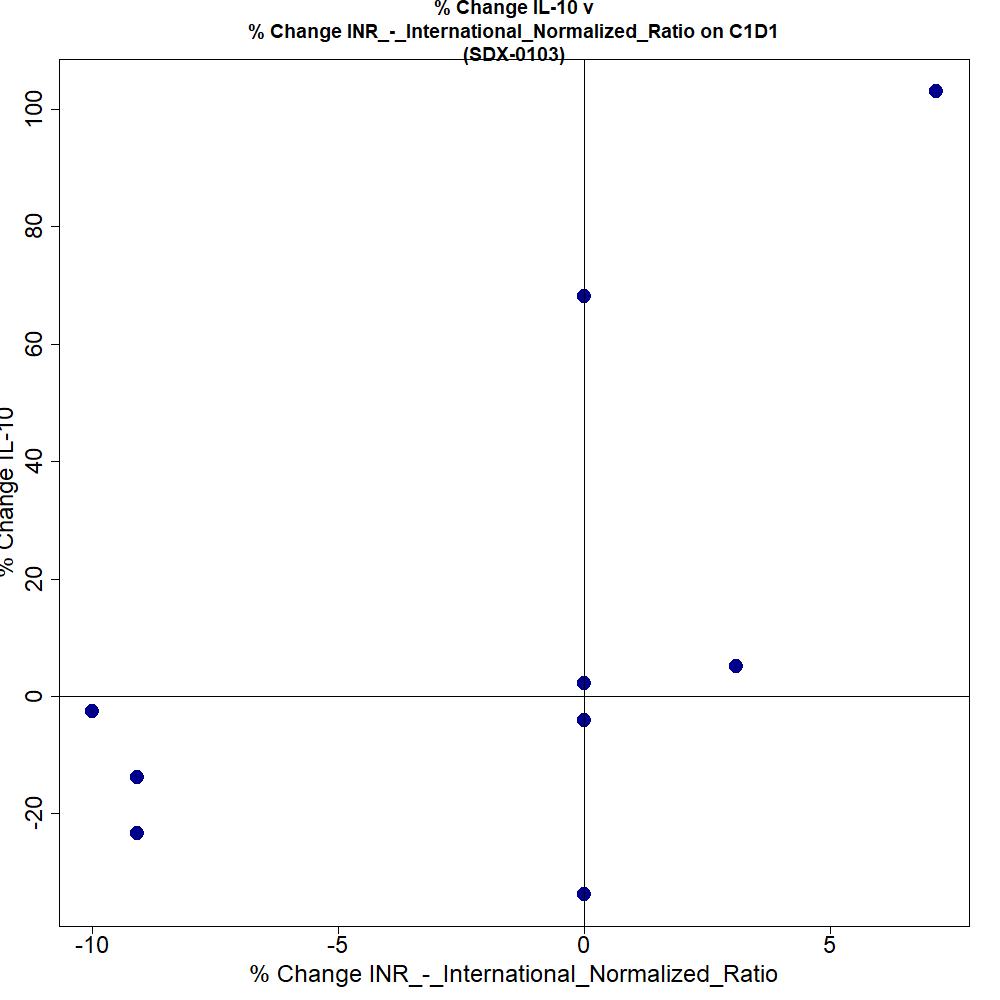 % Change IL-10 v
% Change INR_-_International_Normalized_Ratio on C1D1
(SDX-0103)
100
80
60
40
20
0
-20
% Change IL-10
-10
-5
0
5
% Change INR_-_International_Normalized_Ratio